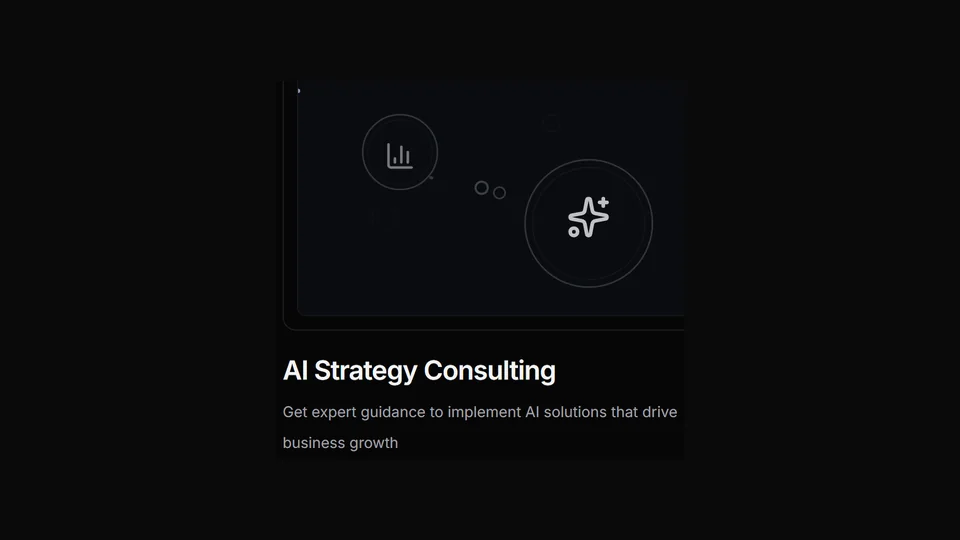 AI Strategy Consulting
Get expert guidance to implement AI solutions that drive
business growth